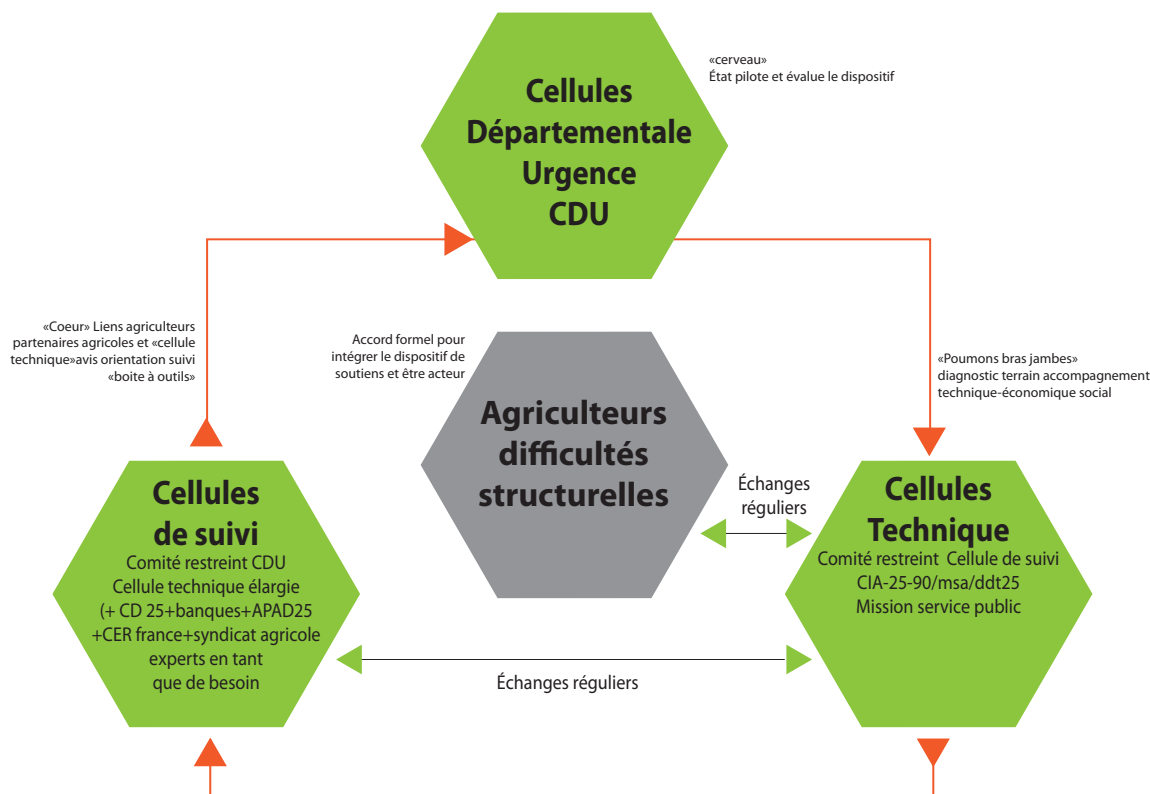 Cellules
Départementale
Urgence
CDU
«cerveau»
État pilote et évalue le dispositif
«Coeur» Liens agriculteurs
partenaires agricoles et «cellule
technique»avis orientation suivi
«boite à outils»
Accord formel pour
intégrer le dispositif de
soutiens et être acteur
Agriculteurs
difficultés
structurelles
«Poumons bras jambes»
diagnostic terrain accompagnement
technique-économique social
Cellules
de suivi
Comité restreint CDU
Cellule technique élargie
(+ CD 25+banques+APAD25
+CER france+syndicat agricole
experts en tant
que de besoin
Échanges
réguliers
Cellules
Technique
Comité restreint Cellule de suivi
CIA-25-90/msa/ddt25
Mission service public
Échanges réguliers